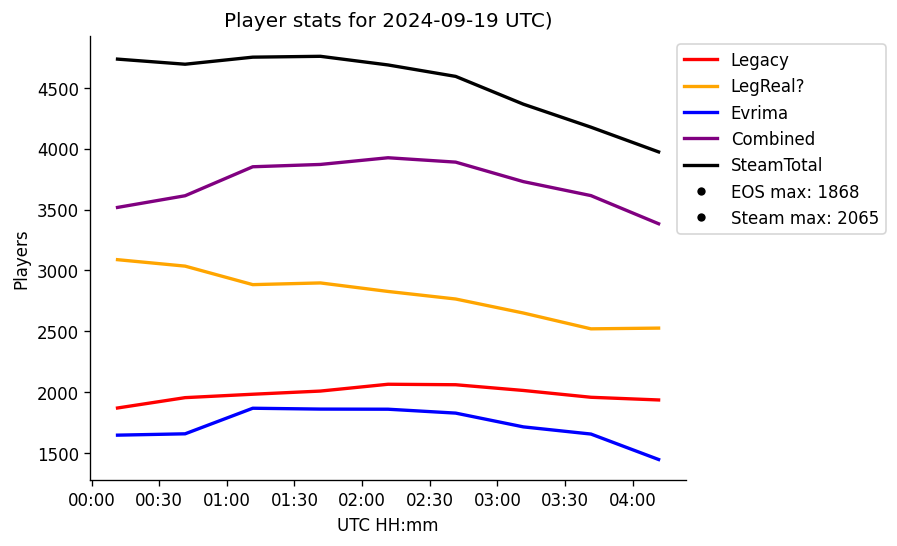 Player stats for 2024-09-19 UTC)
Legacy
LegReal?
Evrima
Combined
SteamTotal
EOS max: 1868
Steam max: 2065
Players
4500
4000
3500
3000
2500
2000
1500
00:00 00:30 01:00 01:30 02:00 02:30 03:00 03:30 04:00
UTC HH:mm